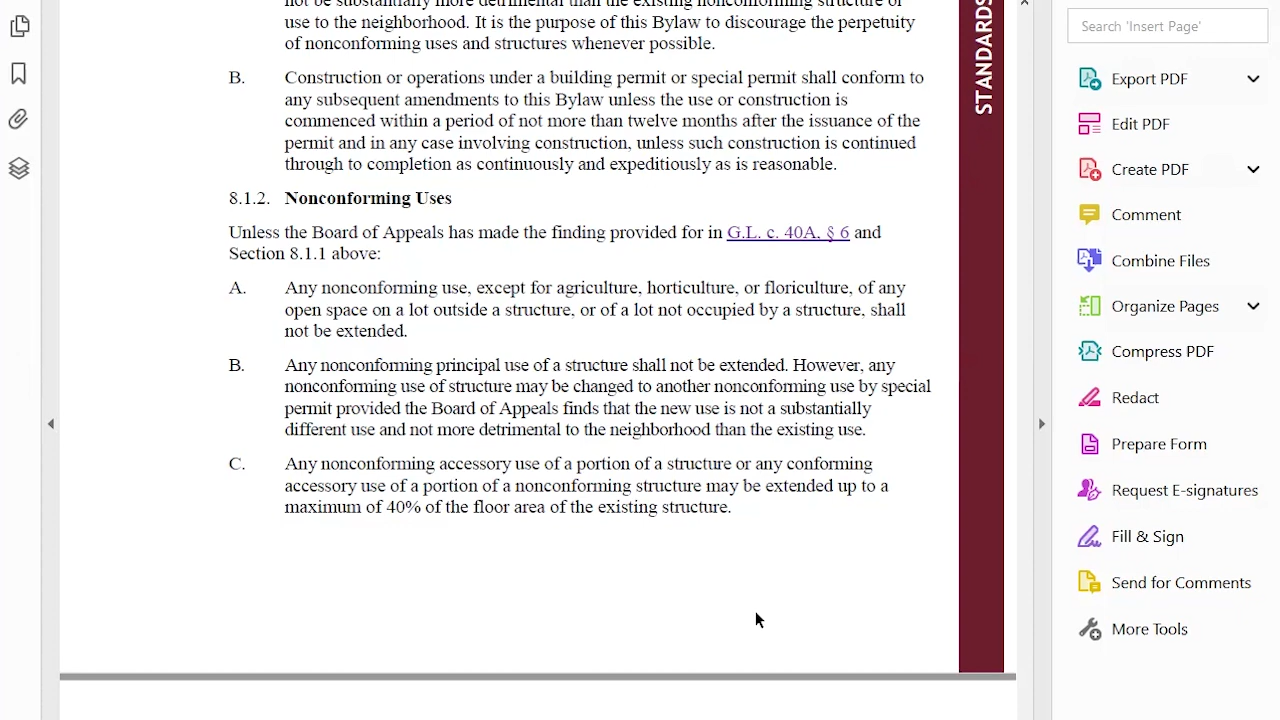 not be substantially more detrimental than the existing nonconforming structure or
use to the neighborhood. It is the purpose of this Bylaw to discourage the perpetuity
of nonconforming uses and structures whenever possible.
B. Construction or operations under a building permit or special permit shall conform to
any subsequent amendments to this Bylaw unless the use or construction is
commenced within a period of not more than twelve months after the issuance of the
permit and in any case involving construction, unless such construction is continued
through to completion as continuously and expeditiously as is reasonable.
8.1.2. Nonconforming Uses
Unless the Board of Appeals has made the finding provided for in G.L. c. 40A, § 6 and
Section 8.1.1 above:
A. Any nonconforming use, except for agriculture, horticulture, or floriculture, of any
open space on a lot outside a structure, or of a lot not occupied by a structure, shall
not be extended.
B. Any nonconforming principal use of a structure shall not be extended. However, any
nonconforming use of structure may be changed to another nonconforming use by special
permit provided the Board of Appeals finds that the new use is not a substantially
different use and not more detrimental to the neighborhood than the existing use.
C. Any nonconforming accessory use of a portion of a structure or any conforming
accessory use of a portion of a nonconforming structure may be extended up to a
maximum of 40% of the floor area of the existing structure.
STANDARDS
Search 'Insert Page'
Export PDF
Edit PDF
Create PDF
Comment
Combine Files
Organize Pages
Compress PDF
Redact
Prepare Form
Request E-signatures
Fill & Sign
Send for Comments
More Tools